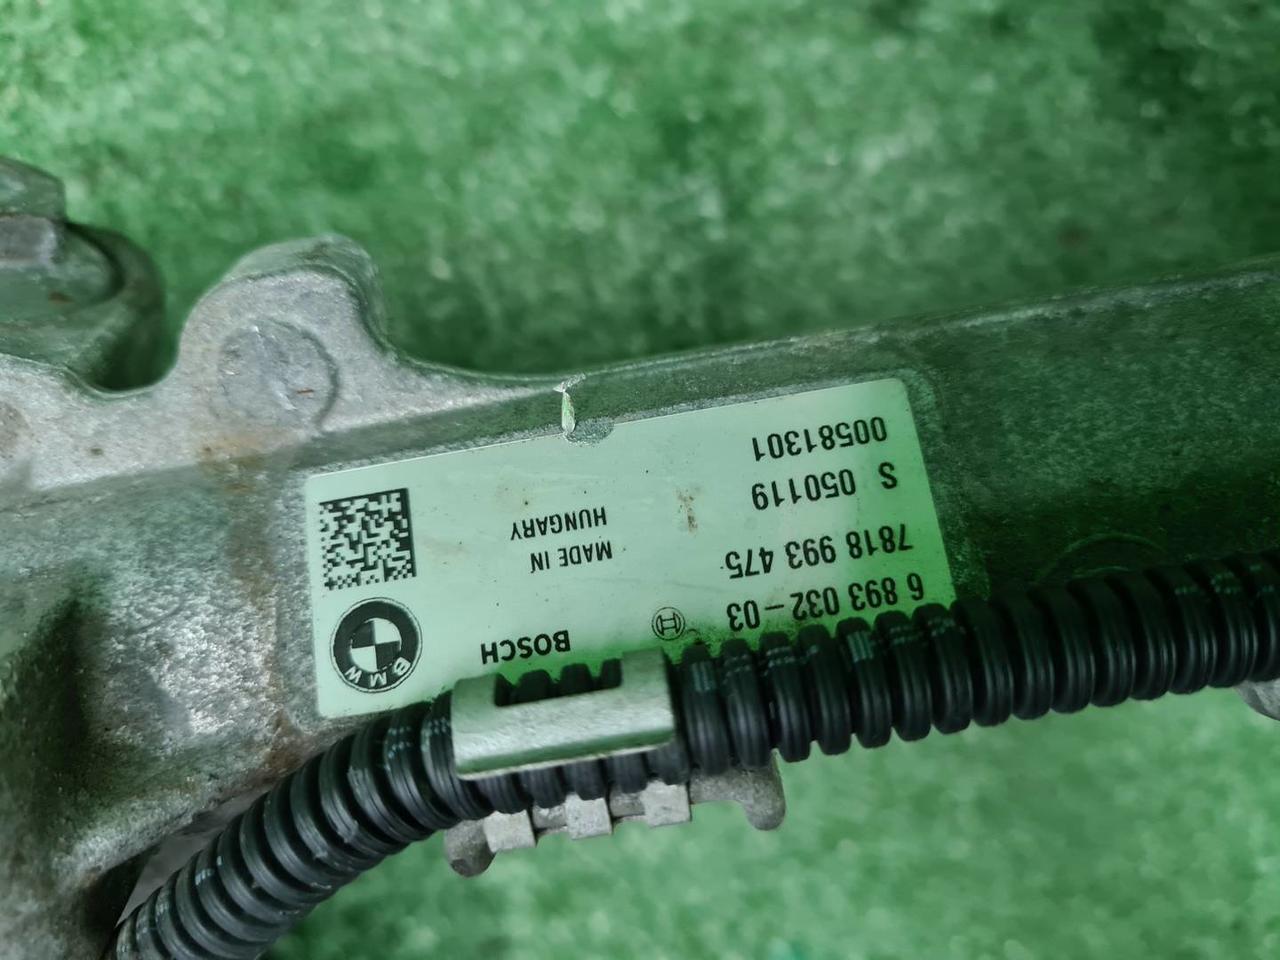 BMW
BOSCH
6 893 032-03
7818 993 475
MADE IN
HUNGARY
S 050119
00581301